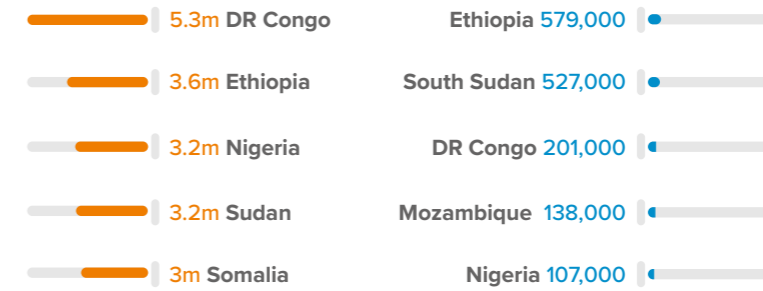 5.3m DR Congo
3.6m Ethiopia
3.2m Nigeria
3.2m Sudan
3m Somalia
Ethiopia 579,000
South Sudan 527,000
DR Congo 201,000
Mozambique 138,000
Nigeria 107,000